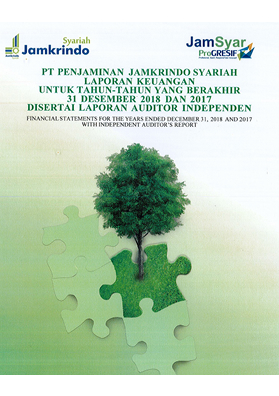 Syariah
Jamkrindo
JamSyar
ProGRESIF
PT PENJAMINAN JAMKRINDO SYARIAH
LAPORAN KEUANGAN
UNTUK TAHUN-TAHUN YANG BERAKHIR
31 DESEMBER 2018 DAN 2017
DISERTAI LAPORAN AUDITOR INDEPENDEN
FINANCIAL STATEMENTS FOR THE YEARS ENDED DECEMBER 31, 2018 AND 2017
WITH INDEPENDENT AUDITOR'S REPORT